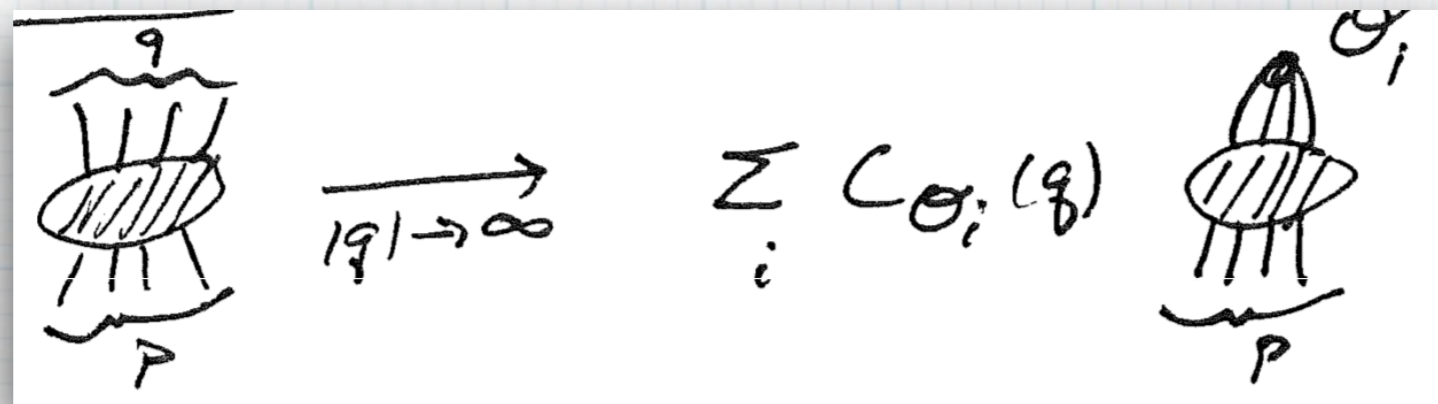 q
|q| → ∞
Σ
i
C_{𝒪_i}(q)
𝒪_i
p
p